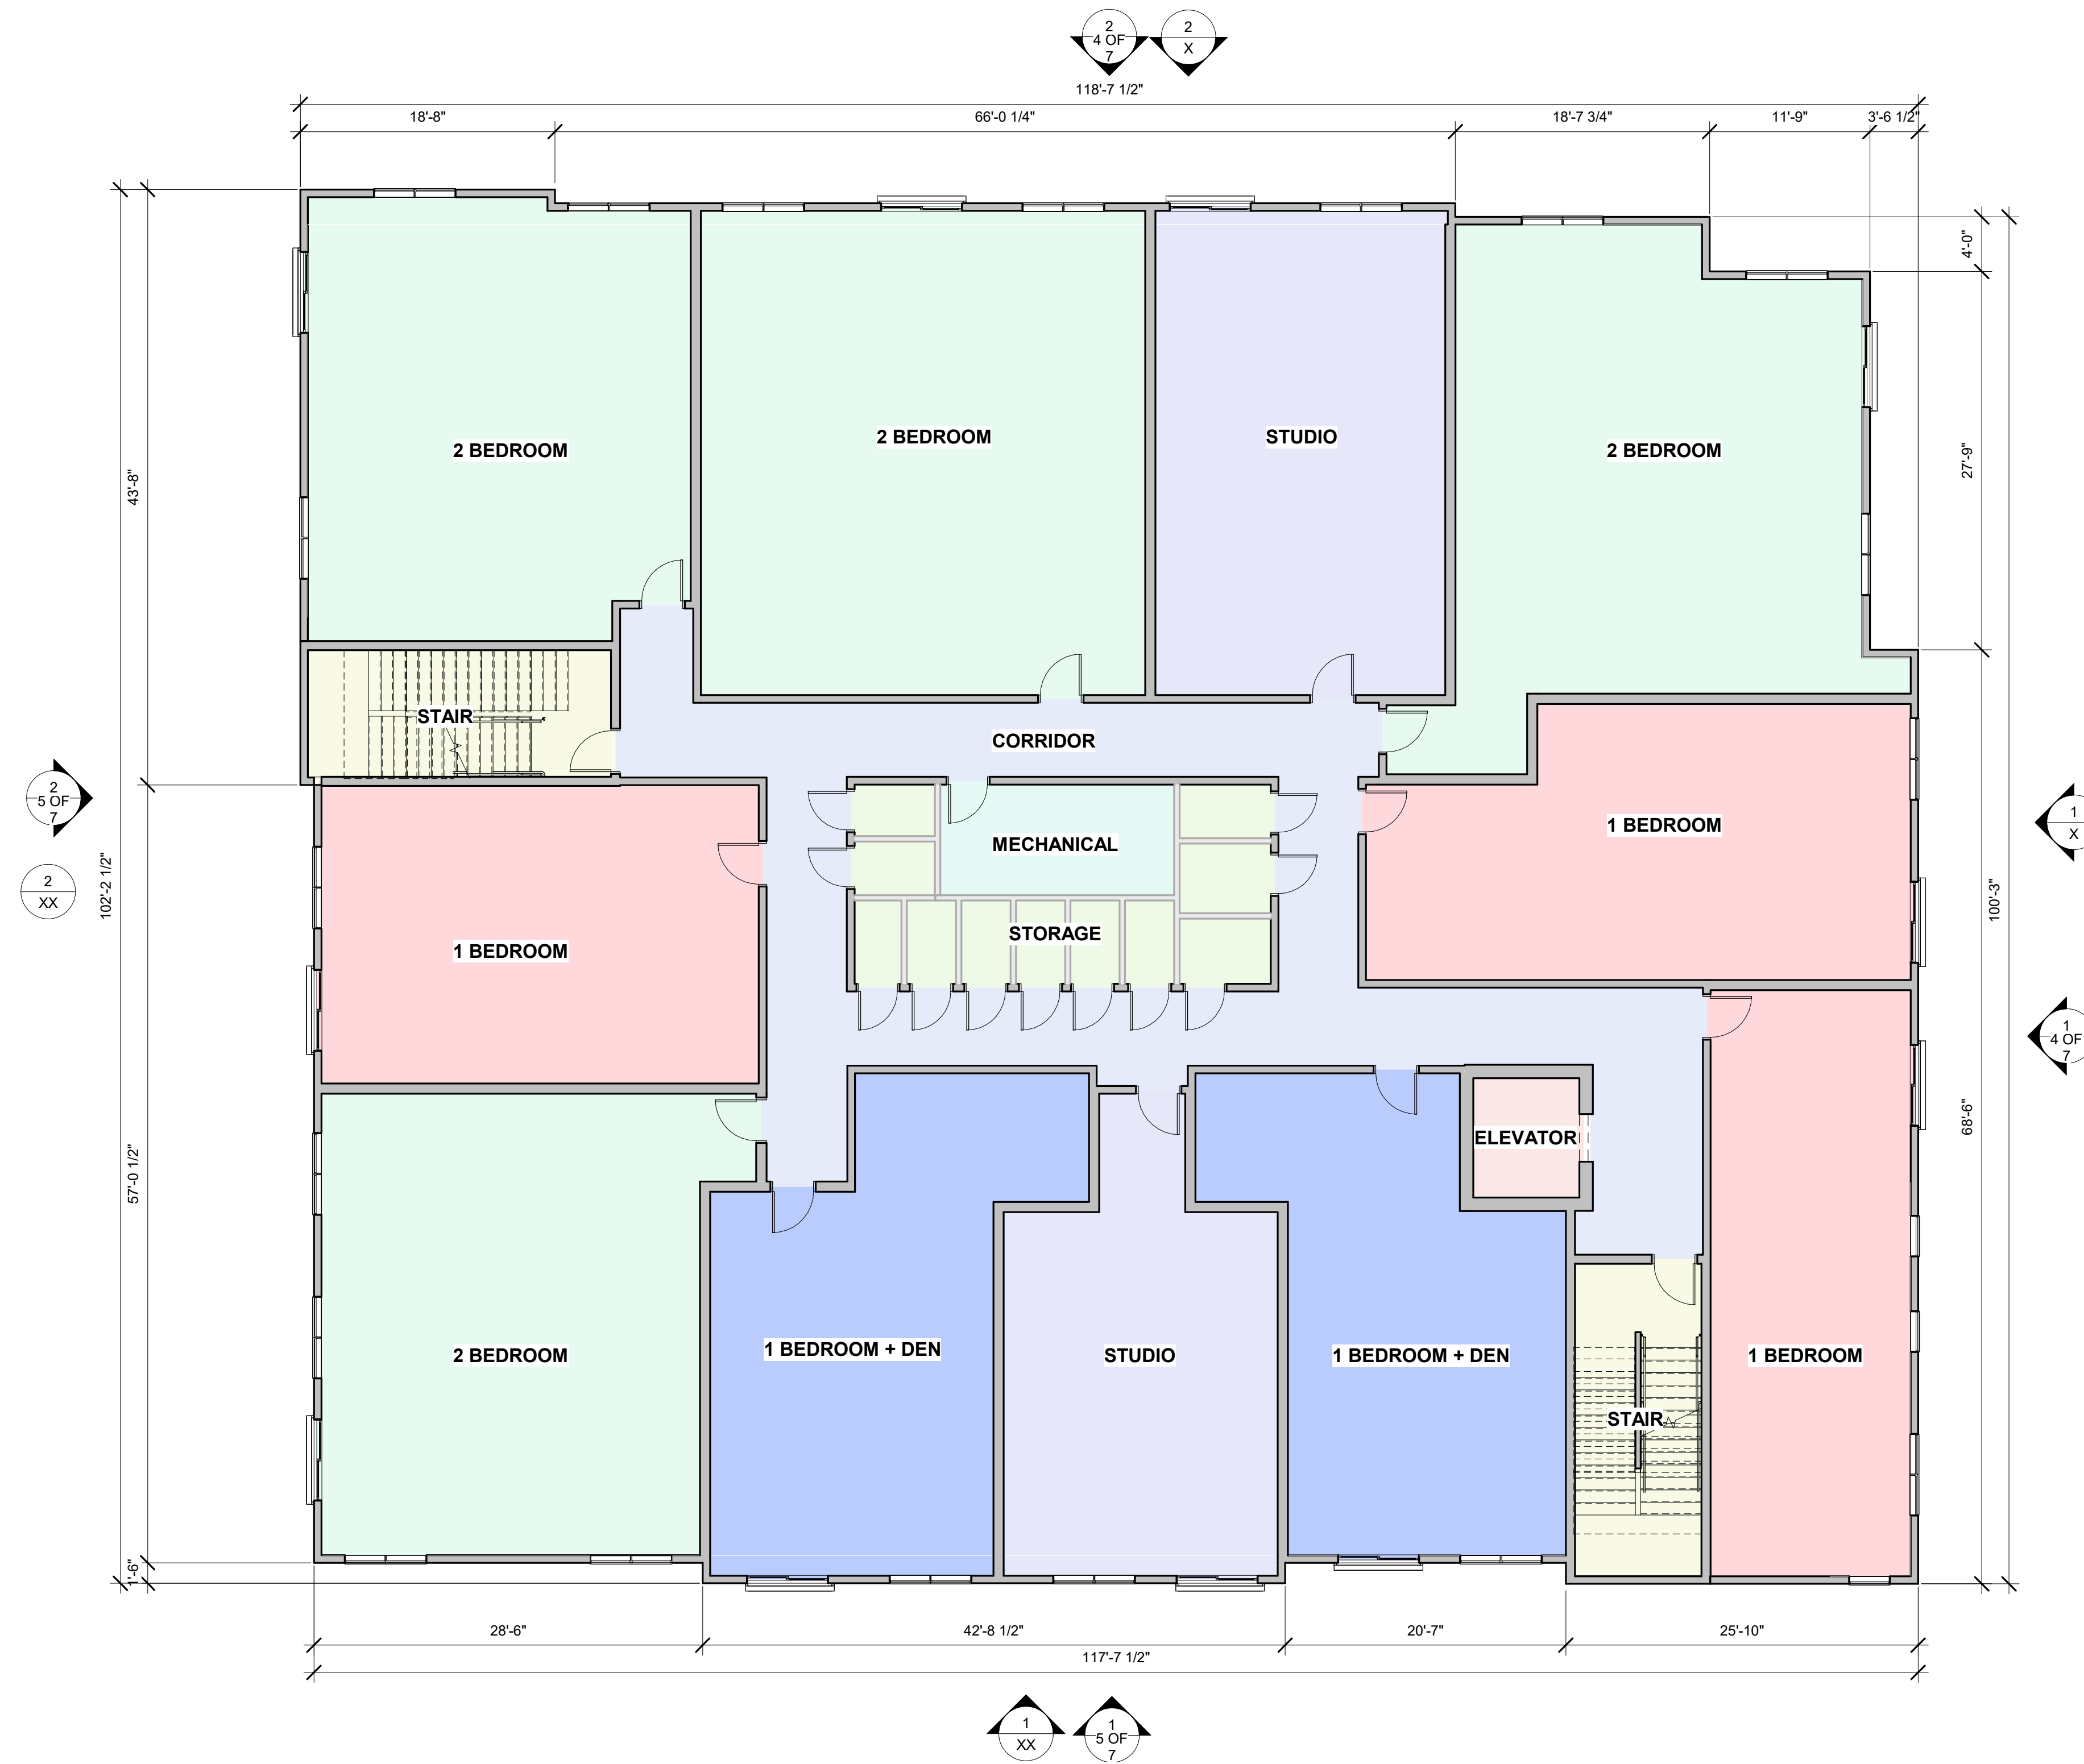 2
4 OF
7
2
X
118'-7 1/2"
18'-8"
66'-0 1/4"
18'-7 3/4"
11'-9"
3'-6 1/2"
4'-0"
43'-8"
27'-9"
2 BEDROOM
2 BEDROOM
STUDIO
2 BEDROOM
STAIR
CORRIDOR
2
5 OF
7
2
XX
102'-2 1/2"
MECHANICAL
1 BEDROOM
1
X
100'-3"
STORAGE
1 BEDROOM
1
4 OF
7
57'-0 1/2"
68'-6"
ELEVATOR
2 BEDROOM
1 BEDROOM + DEN
STUDIO
1 BEDROOM + DEN
1 BEDROOM
STAIR
1'-6"
28'-6"
42'-8 1/2"
20'-7"
25'-10"
117'-7 1/2"
1
XX
1
5 OF
7